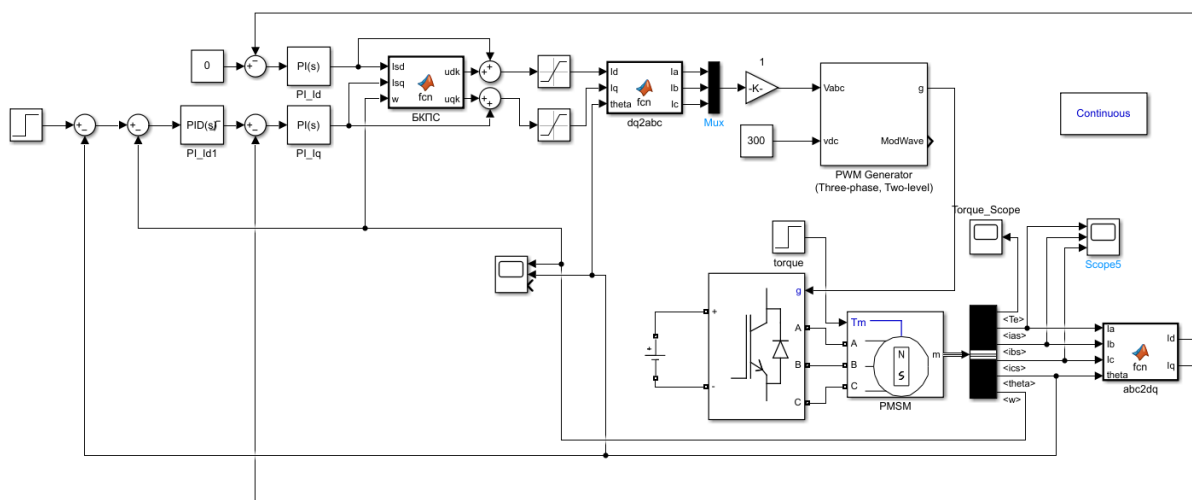 0
PI(s)
PI_Id
Isd
Isq
w
udk
uqk
fcn
БКПС
PID(s)
PI_Id1
PI(s)
PI_Iq
Id
Iq
theta
Ia
Ib
Ic
fcn
dq2abc
Mux
1
-K-
300
Vabc
vdc
g
ModWave
PWM Generator
(Three-phase, Two-level)
Continuous
Torque_Scope
Scope5
torque
g
+
-
A
B
C
Tm
A
B
C
N
S
m
PMSM
<Te>
<ias>
<ibs>
<ics>
<theta>
<w>
Ia
Ib
Ic
theta
Id
Iq
fcn
abc2dq